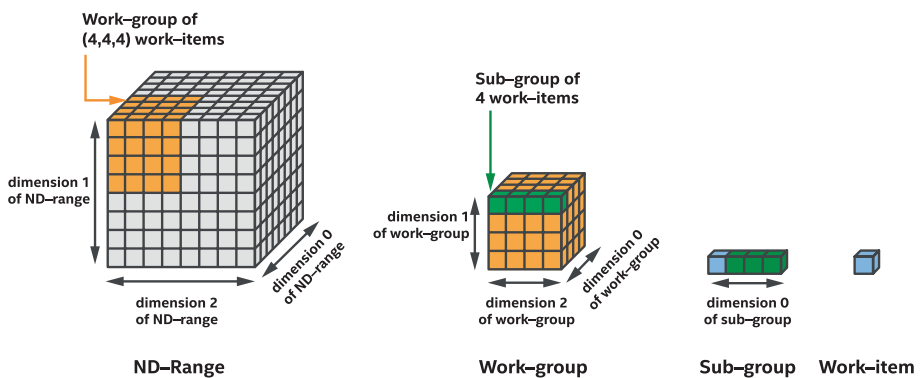 Work–group of
(4,4,4) work–items
dimension 1
of ND–range
dimension 0
of ND–range
dimension 2
of ND–range
ND–Range
Sub–group of
4 work–items
dimension 1
of work–group
dimension 0
of work–group
dimension 2
of work–group
Work–group
dimension 0
of sub–group
Sub–group
Work–item